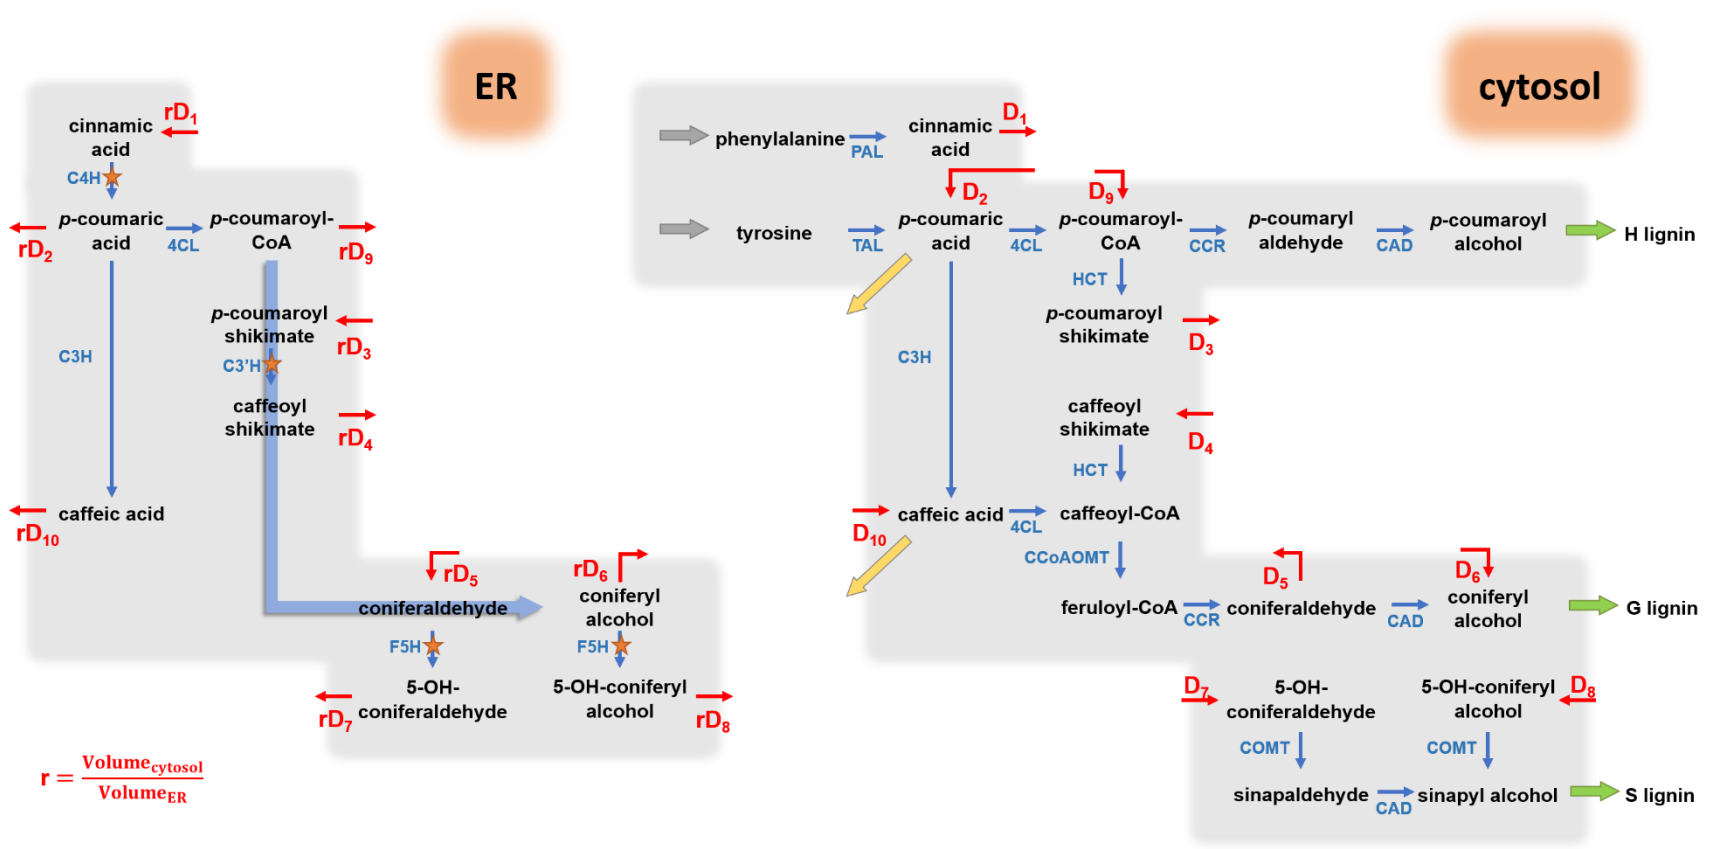 ER
cytosol
rD1
cinnamic
acid
C4H
p-coumaric
acid
4CL
p-coumaroyl-
CoA
rD2
rD9
p-coumaroyl
shikimate
rD3
C3H
C3'H
caffeoyl
shikimate
rD4
caffeic acid
rD10
rD5
coniferaldehyde
rD6
coniferyl
alcohol
F5H
F5H
5-OH-
coniferaldehyde
5-OH-coniferyl
alcohol
rD7
rD8
r = Volumecytosol
VolumeER
phenylalanine
PAL
cinnamic
acid
D1
D2
D9
tyrosine
TAL
p-coumaric
acid
4CL
p-coumaroyl-
CoA
CCR
p-coumaryl
aldehyde
CAD
p-coumaroyl
alcohol
H lignin
HCT
p-coumaroyl
shikimate
D3
C3H
caffeoyl
shikimate
D4
HCT
D10
caffeic acid
4CL
caffeoyl-CoA
CCoAOMT
D5
D6
feruloyl-CoA
CCR
coniferaldehyde
CAD
coniferyl
alcohol
G lignin
D7
5-OH-
coniferaldehyde
5-OH-coniferyl
alcohol
D8
COMT
COMT
sinapaldehyde
CAD
sinapyl alcohol
S lignin